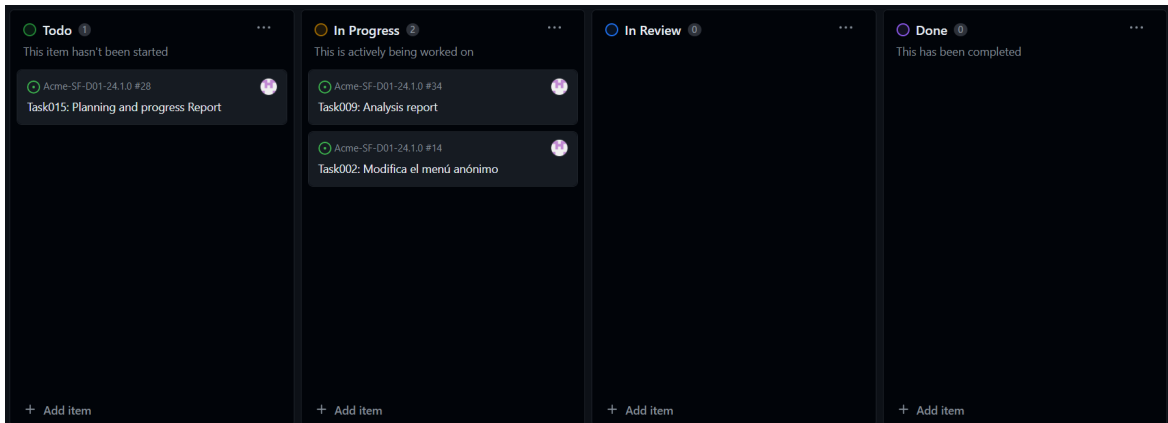 Todo 1
This item hasn't been started
Acme-SF-D01-24.1.0 #28
Task015: Planning and progress Report
+ Add item
In Progress 2
This is actively being worked on
Acme-SF-D01-24.1.0 #34
Task009: Analysis report
Acme-SF-D01-24.1.0 #14
Task002: Modifica el menú anónimo
+ Add item
In Review 0
+ Add item
Done 0
This has been completed
+ Add item